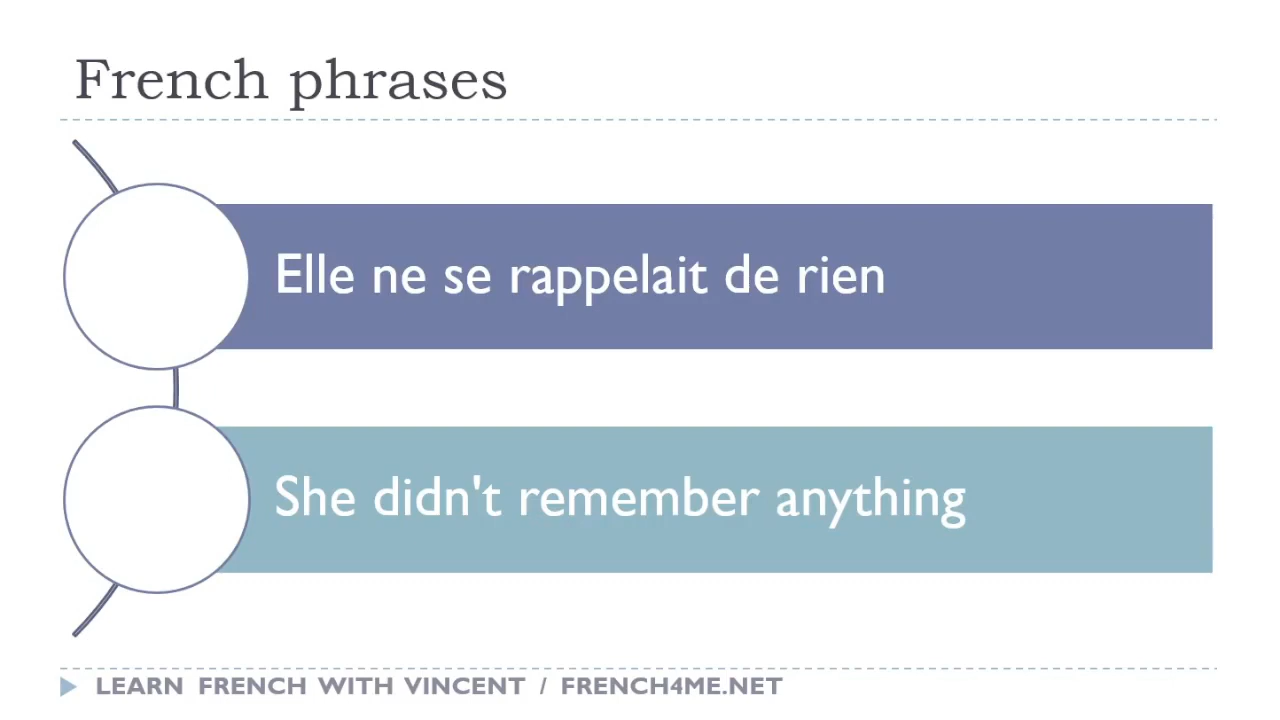 French phrases
Elle ne se rappelait de rien
She didn't remember anything
LEARN FRENCH WITH VINCENT / FRENCH4ME.NET